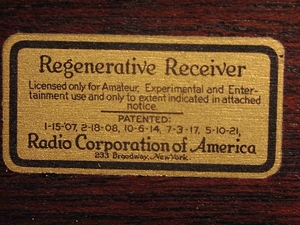 Regenerative Receiver
Licensed only for Amateur, Experimental and Enter-
tainment use and only to extent indicated in attached
notice.
PATENTED:
1-15-07, 2-18-08, 10-6-14, 7-3-17, 5-10-21,
Radio Corporation of America
233 Broadway, New York.